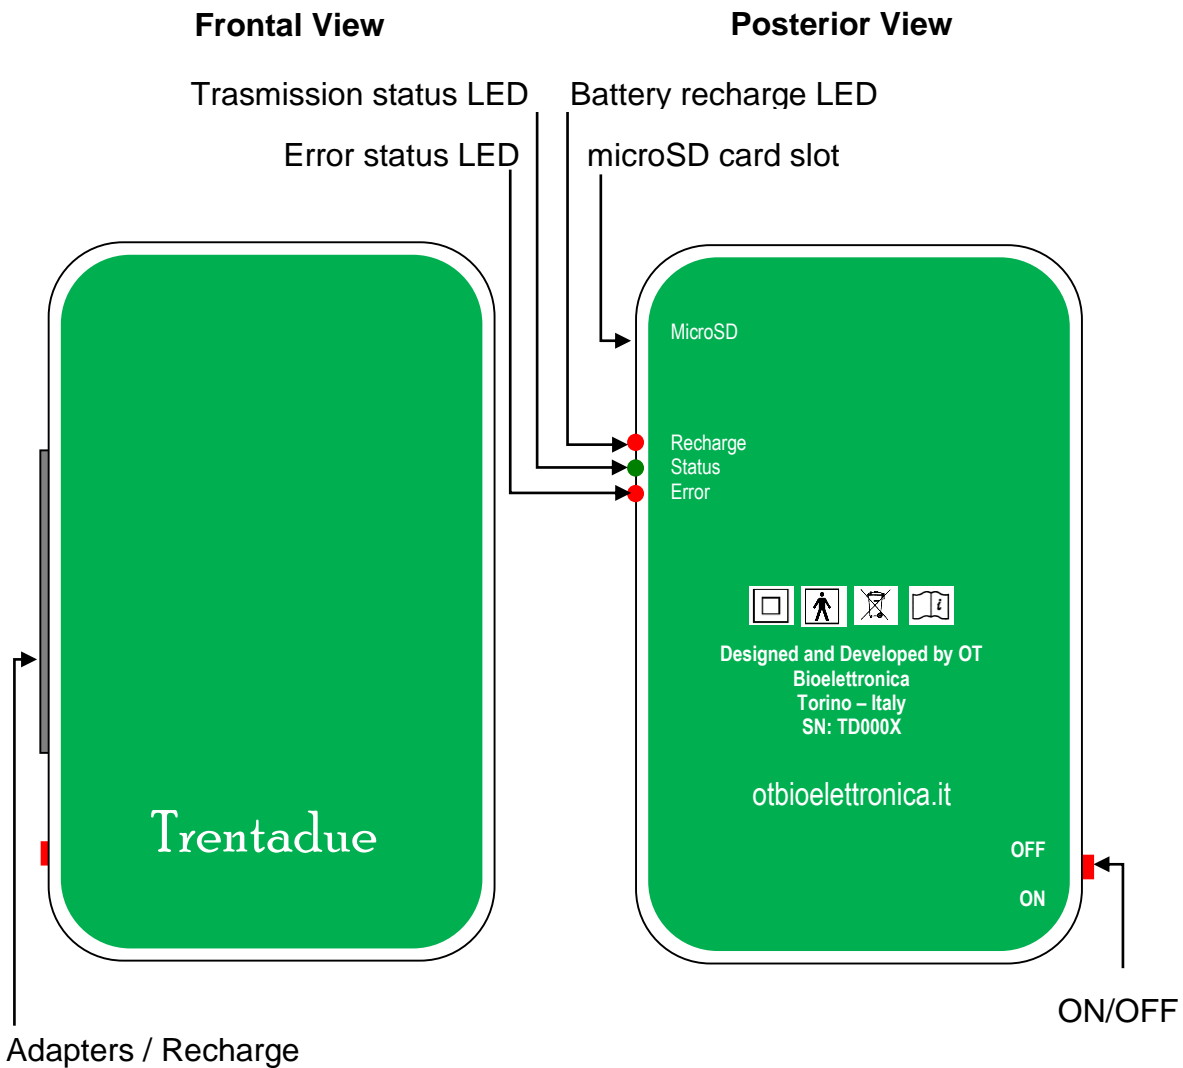 Frontal View
Posterior View
Trasmission status LED
Battery recharge LED
Error status LED
microSD card slot
MicroSD
Recharge
Status
Error
i
Designed and Developed by OT
Bioelettronica
Torino – Italy
SN: TD000X
otbioelettronica.it
Trentadue
OFF
ON
ON/OFF
Adapters / Recharge